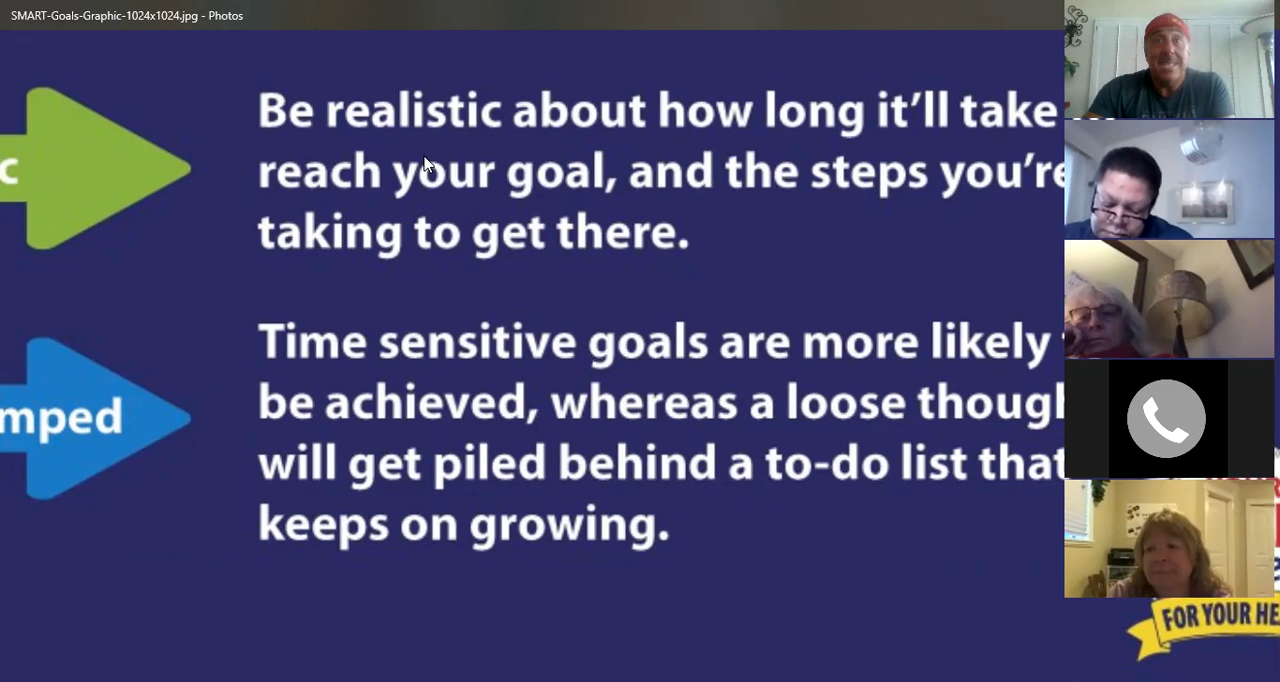 SMART-Goals-Graphic-1024x1024.jpg - Photos
c
Be realistic about how long it'll take
reach your goal, and the steps you're
taking to get there.
mped
Time sensitive goals are more likely
be achieved, whereas a loose though
will get piled behind a to-do list that
keeps on growing.
FOR YOUR HE